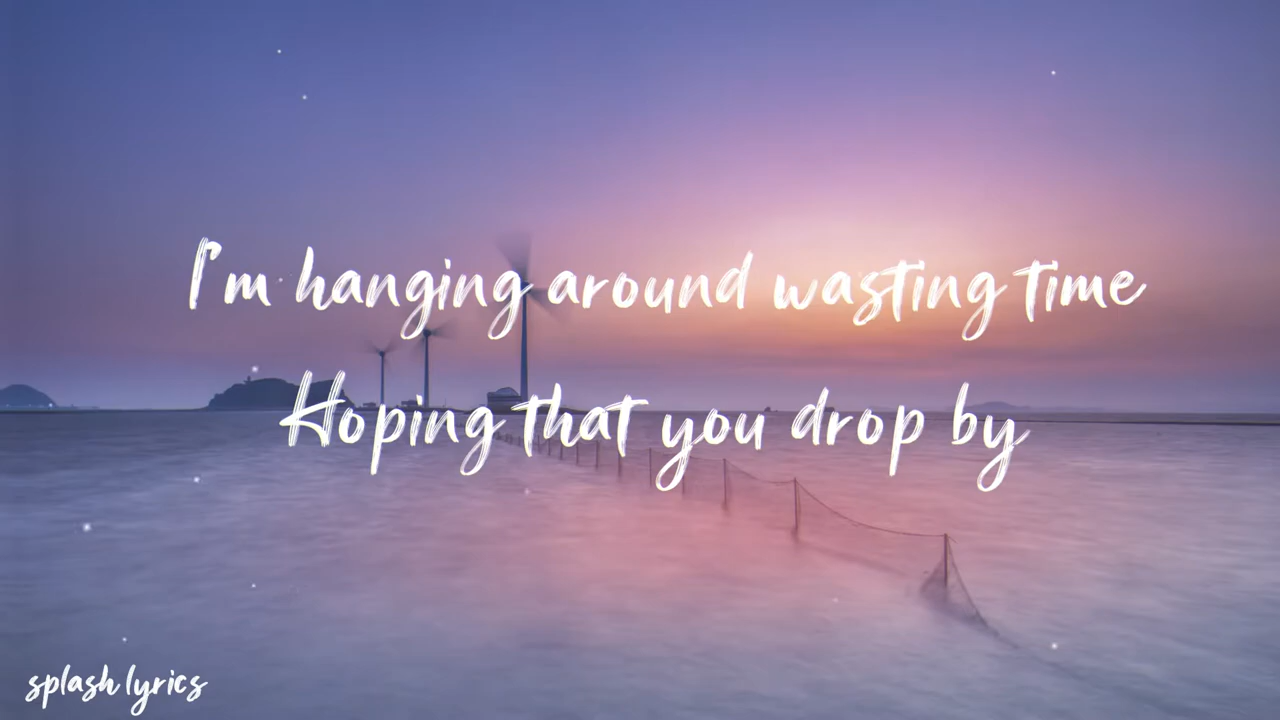 I'm hanging around wasting time
Hoping that you drop by
splash lyrics